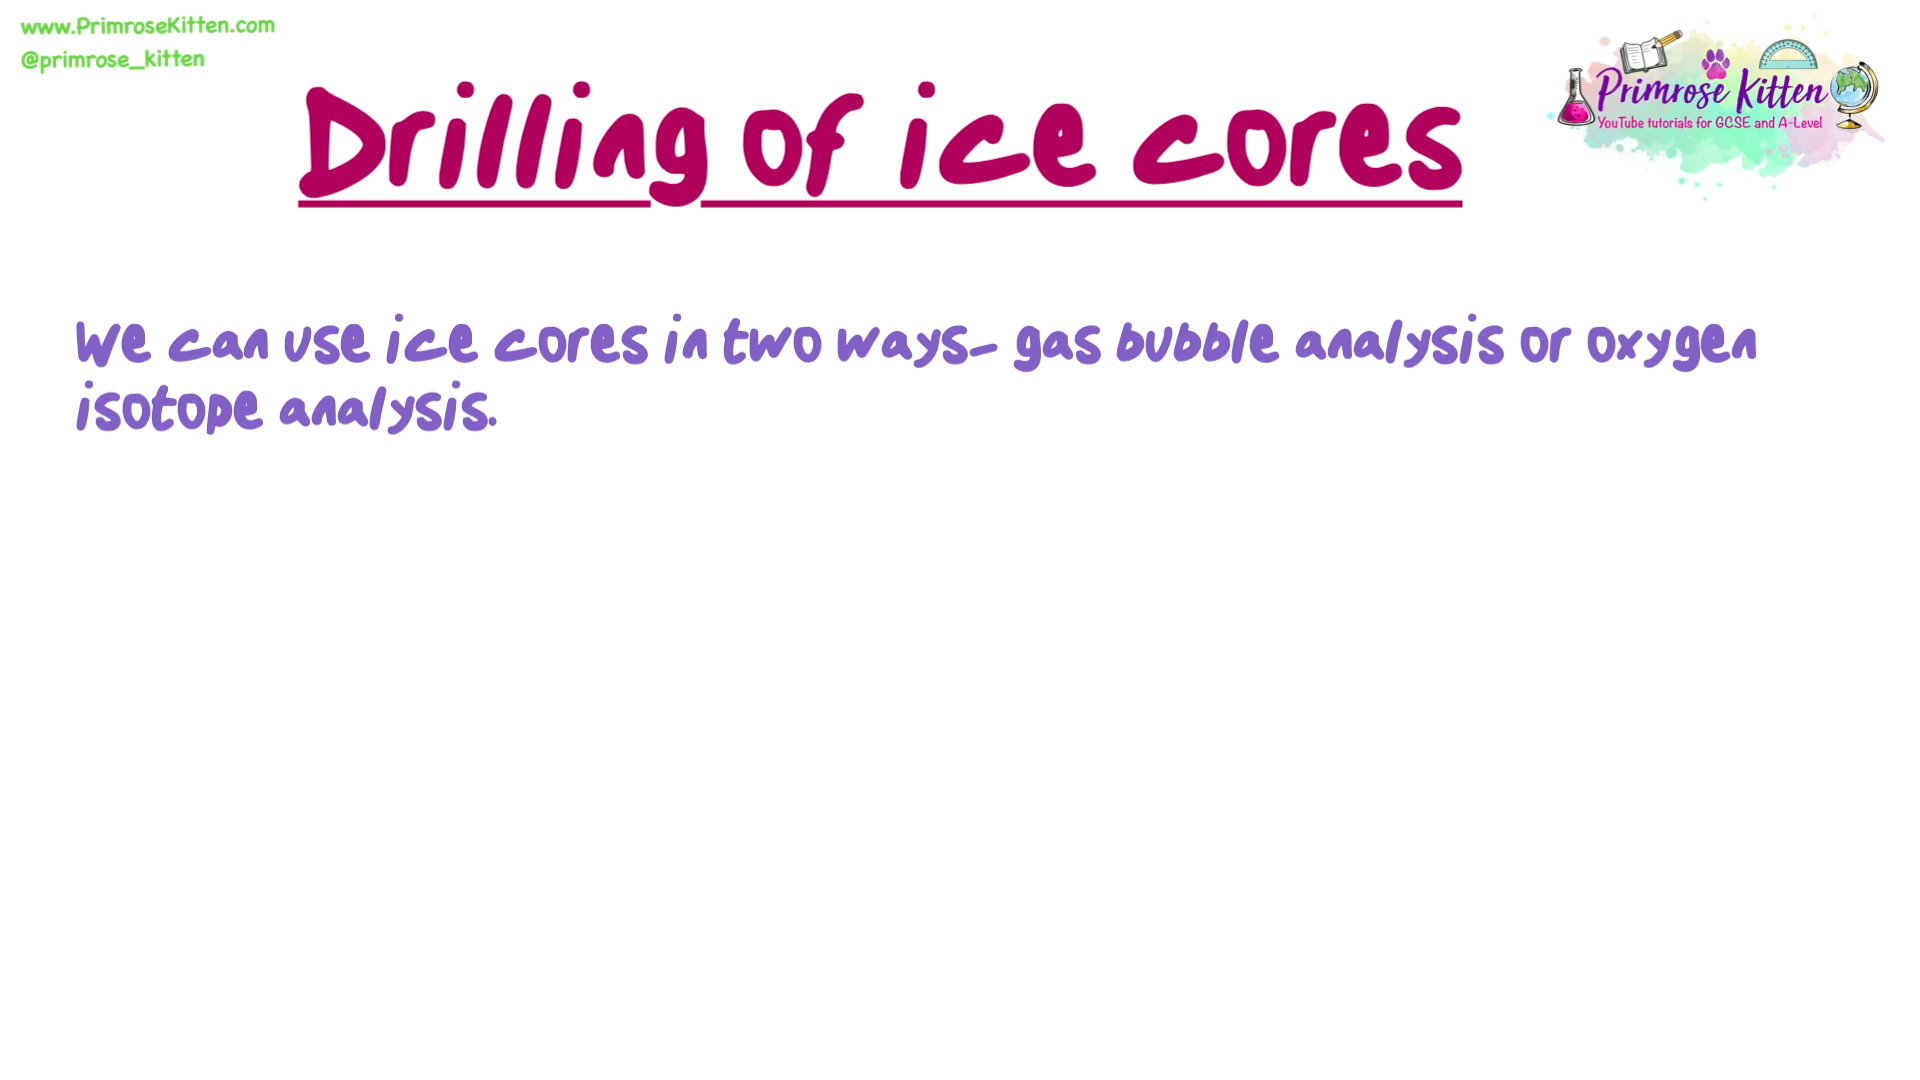 www.PrimroseKitten.com
@primrose_kitten
Primrose Kitten
YouTube tutorials for GCSE and A-Level
Drilling of ice cores
We can use ice cores in two ways- gas bubble analysis or oxygen
isotope analysis.